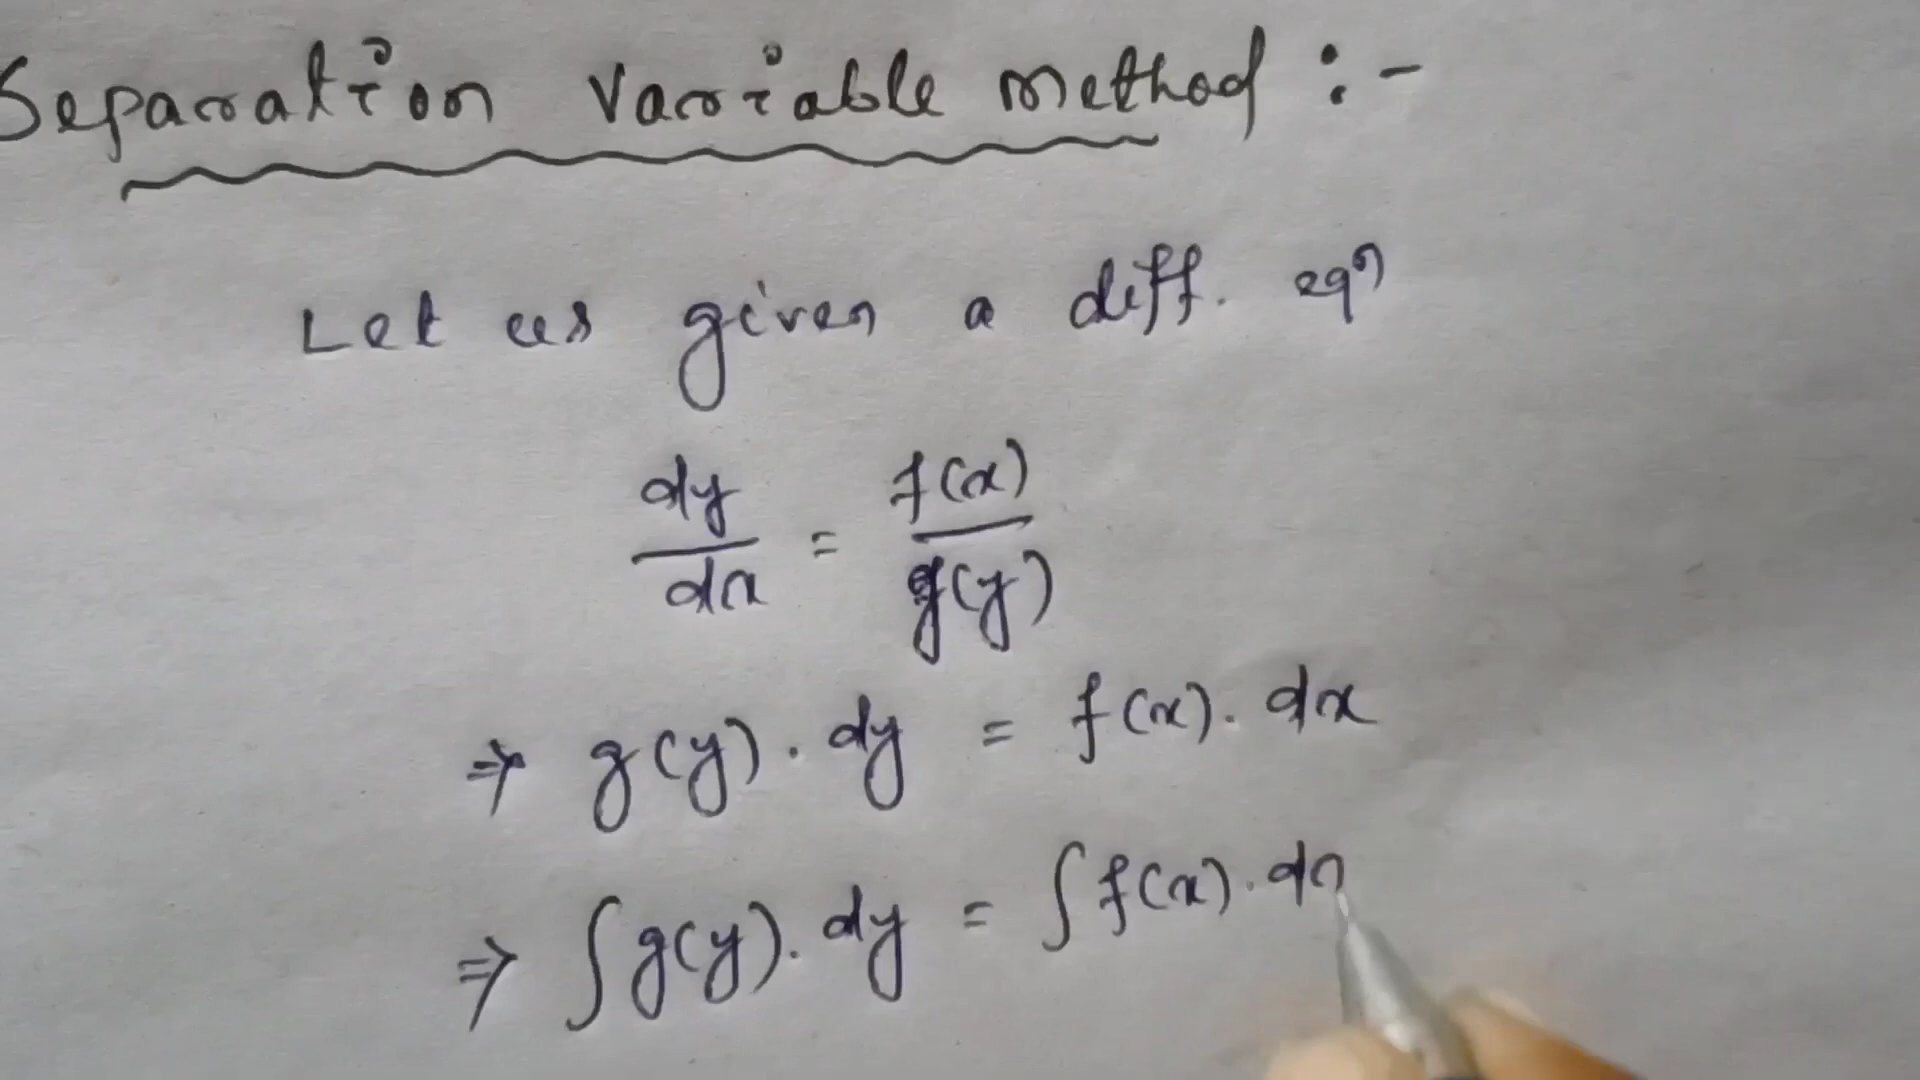 Separation Variable method :-
Let us given a diff. eqn
dy/dx = f(x)/g(y)
⇒ g(y) . dy = f(x) . dx
⇒ ∫ g(y) . dy = ∫ f(x) . dx